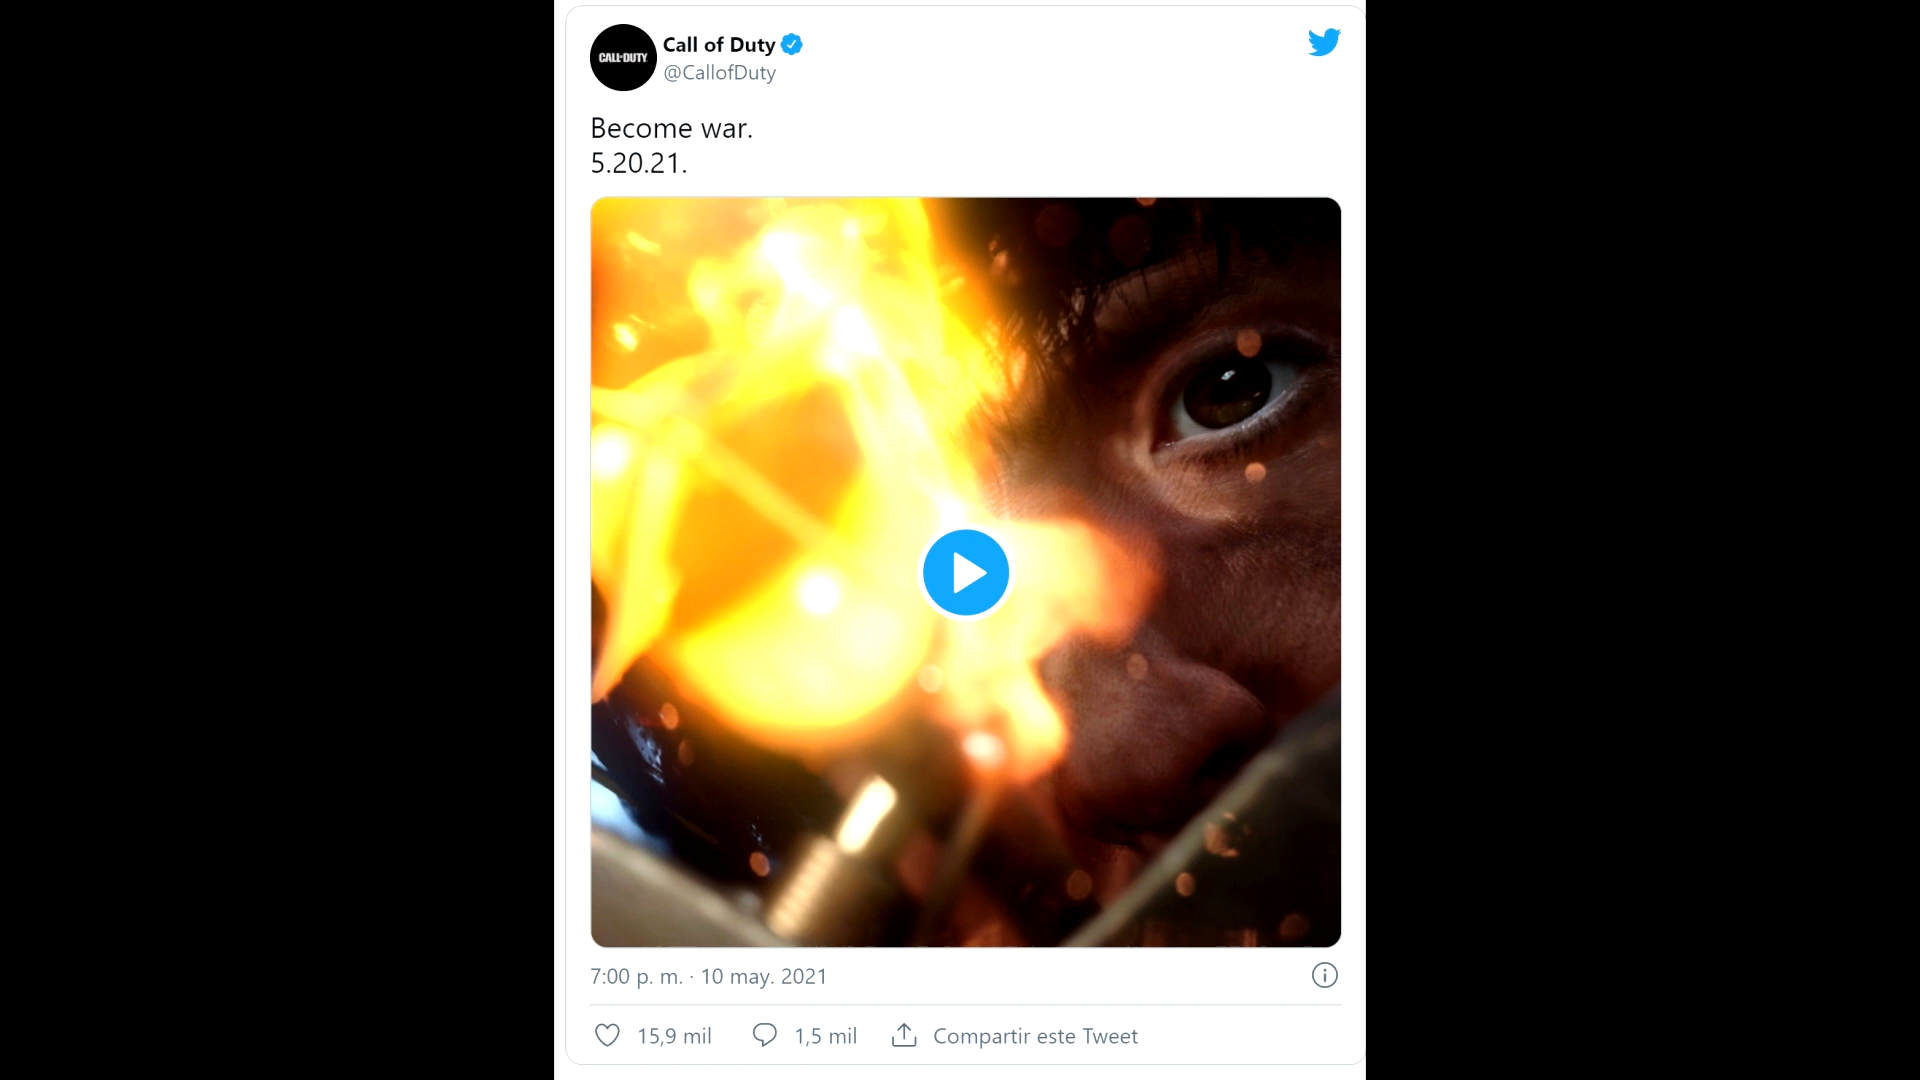 CALL OF DUTY
Call of Duty
@CallofDuty
Become war.
5.20.21.
7:00 p. m. · 10 may. 2021
15,9 mil
1,5 mil
Compartir este Tweet